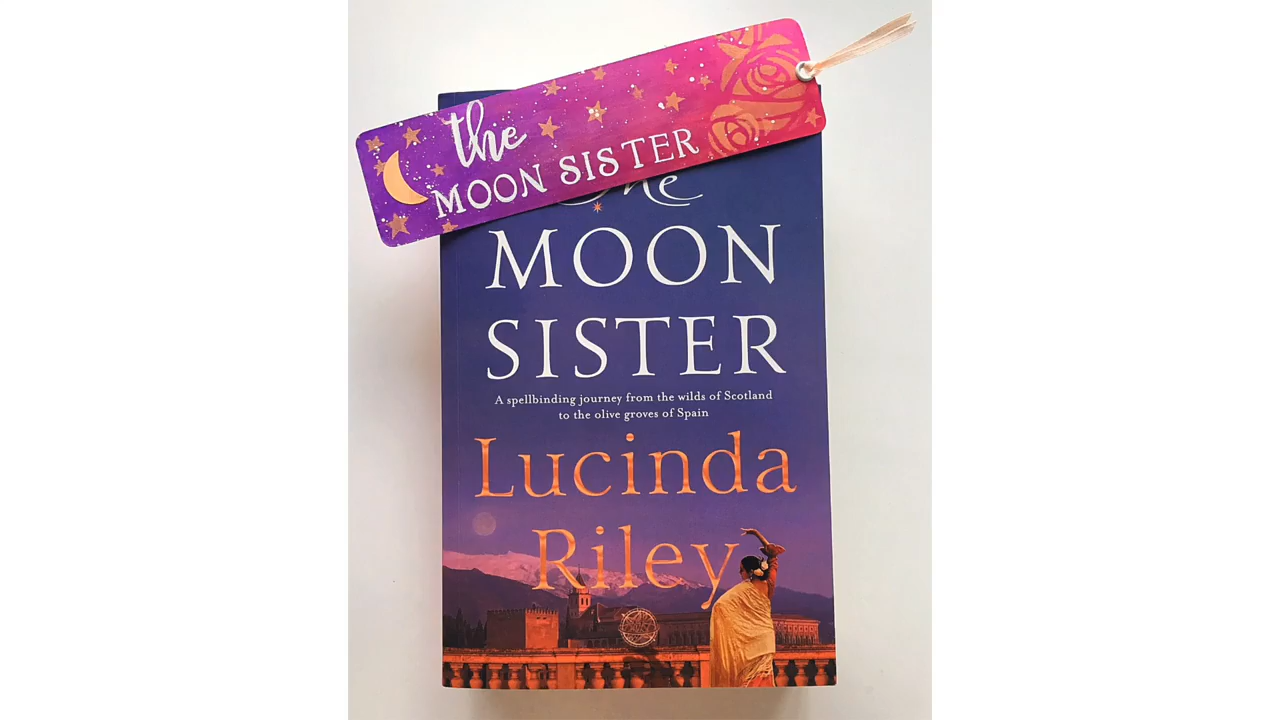 the
MOON SISTER
The
MOON
SISTER
A spellbinding journey from the wilds of Scotland
to the olive groves of Spain
Lucinda
Riley